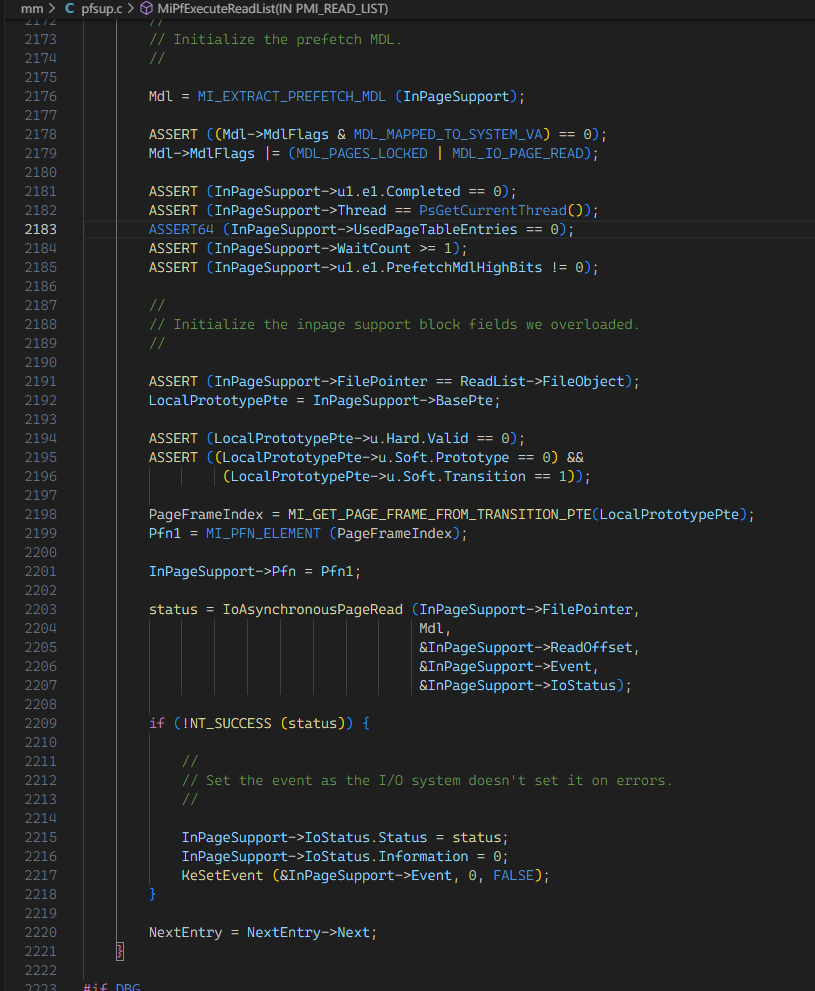 mm > C pfsup.c > MiPfExecuteReadList(IN PMI_READ_LIST)
2172 //
2173 // Initialize the prefetch MDL.
2174 //
2175
2176 Mdl = MI_EXTRACT_PREFETCH_MDL (InPageSupport);
2177
2178 ASSERT ((Mdl->MdlFlags & MDL_MAPPED_TO_SYSTEM_VA) == 0);
2179 Mdl->MdlFlags |= (MDL_PAGES_LOCKED | MDL_IO_PAGE_READ);
2180
2181 ASSERT (InPageSupport->u1.e1.Completed == 0);
2182 ASSERT (InPageSupport->Thread == PsGetCurrentThread());
2183 ASSERT64 (InPageSupport->UsedPageTableEntries == 0);
2184 ASSERT (InPageSupport->WaitCount >= 1);
2185 ASSERT (InPageSupport->u1.e1.PrefetchMdlHighBits != 0);
2186
2187 //
2188 // Initialize the inpage support block fields we overloaded.
2189 //
2190
2191 ASSERT (InPageSupport->FilePointer == ReadList->FileObject);
2192 LocalPrototypePte = InPageSupport->BasePte;
2193
2194 ASSERT (LocalPrototypePte->u.Hard.Valid == 0);
2195 ASSERT ((LocalPrototypePte->u.Soft.Prototype == 0) &&
2196 (LocalPrototypePte->u.Soft.Transition == 1));
2197
2198 PageFrameIndex = MI_GET_PAGE_FRAME_FROM_TRANSITION_PTE(LocalPrototypePte);
2199 Pfn1 = MI_PFN_ELEMENT (PageFrameIndex);
2200
2201 InPageSupport->Pfn = Pfn1;
2202
2203 status = IoAsynchronousPageRead (InPageSupport->FilePointer,
2204 Mdl,
2205 &InPageSupport->ReadOffset,
2206 &InPageSupport->Event,
2207 &InPageSupport->IoStatus);
2208
2209 if (!NT_SUCCESS (status)) {
2210
2211 //
2212 // Set the event as the I/O system doesn't set it on errors.
2213 //
2214
2215 InPageSupport->IoStatus.Status = status;
2216 InPageSupport->IoStatus.Information = 0;
2217 KeSetEvent (&InPageSupport->Event, 0, FALSE);
2218 }
2219
2220 NextEntry = NextEntry->Next;
2221 }
2222
2223 #if DBG